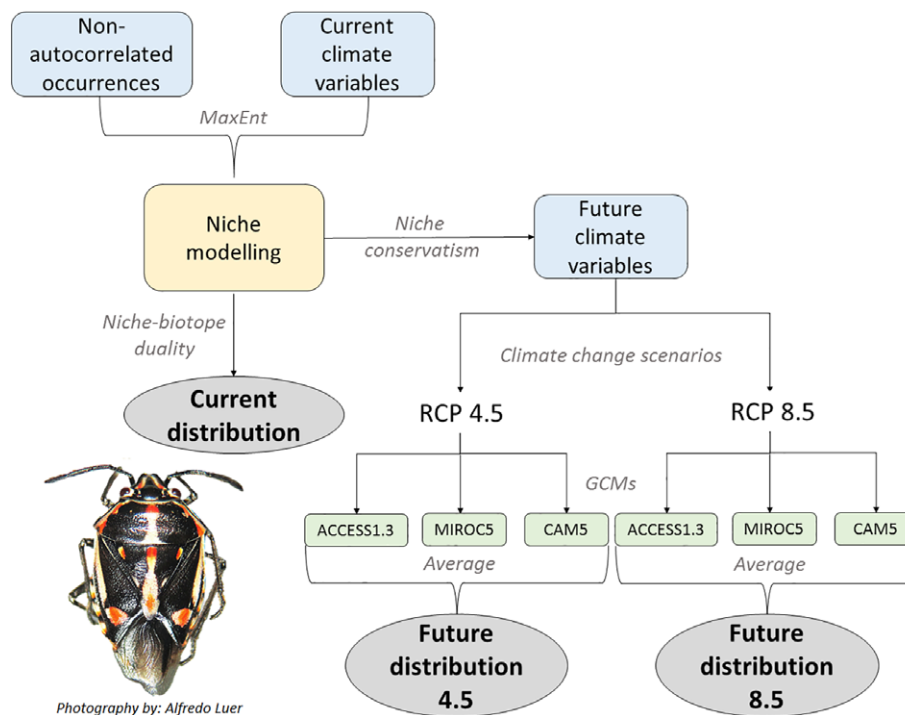 Non-
autocorrelated
occurrences
Current
climate
variables
MaxEnt
Niche
modelling
Niche
conservatism
Future
climate
variables
Niche-biotope
duality
Climate change scenarios
Current
distribution
RCP 4.5
RCP 8.5
GCMs
ACCESS1.3
MIROC5
CAM5
ACCESS1.3
MIROC5
CAM5
Average
Average
Future
distribution
4.5
Future
distribution
8.5
Photography by: Alfredo Luer